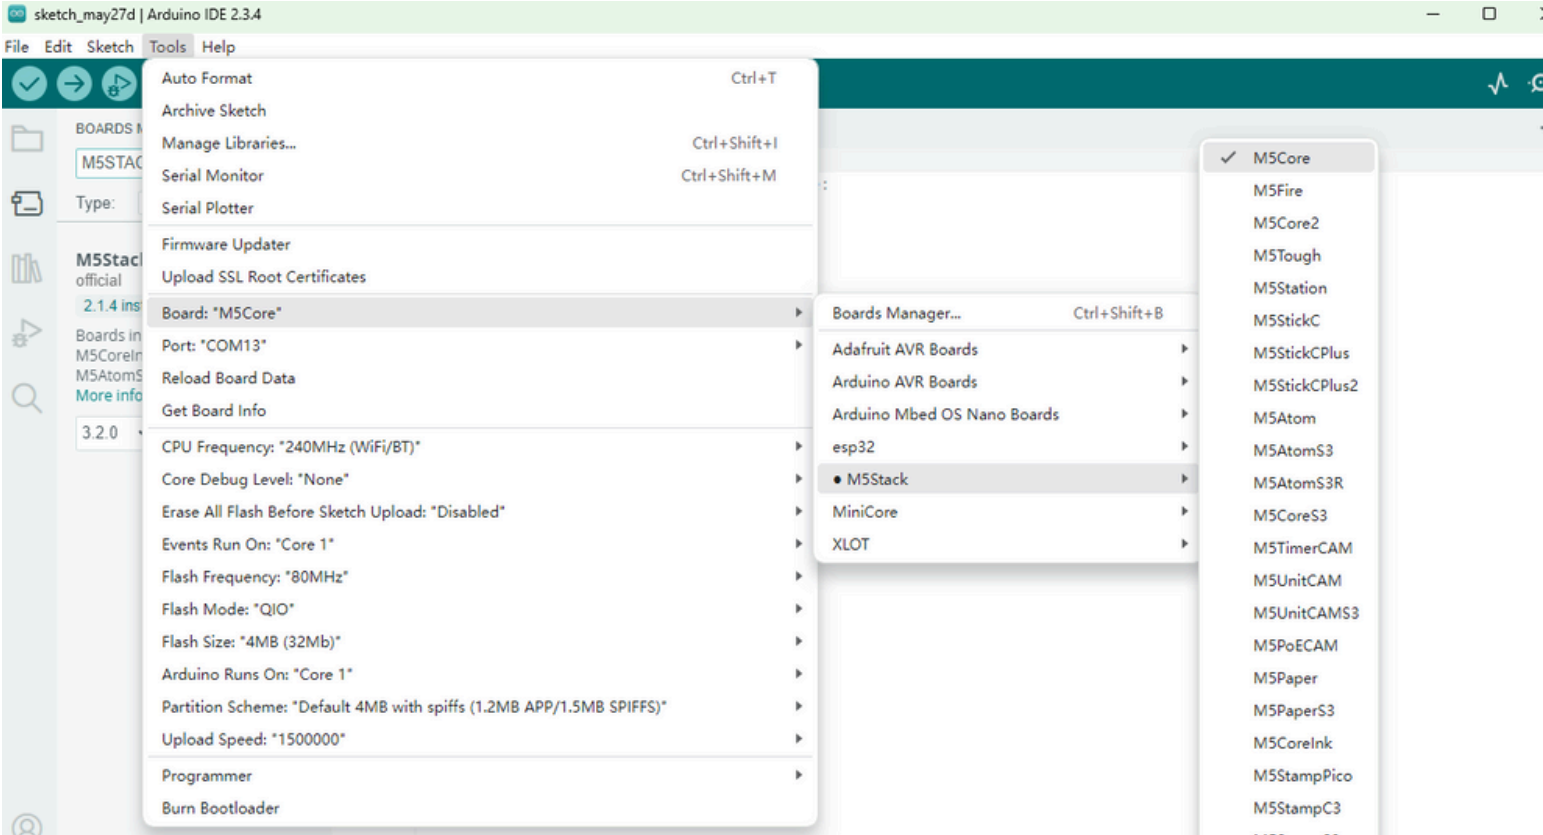 sketch_may27d | Arduino IDE 2.3.4
File Edit Sketch Tools Help
BOARDS M
M5STAC
Type:
M5Stac
official
2.1.4 ins
Boards in
M5CoreIn
M5AtomS
More info
3.2.0
Auto Format Ctrl+T
Archive Sketch
Manage Libraries... Ctrl+Shift+I
Serial Monitor Ctrl+Shift+M
Serial Plotter
Firmware Updater
Upload SSL Root Certificates
Board: "M5Core"
Port: "COM13"
Reload Board Data
Get Board Info
CPU Frequency: "240MHz (WiFi/BT)"
Core Debug Level: "None"
Erase All Flash Before Sketch Upload: "Disabled"
Events Run On: "Core 1"
Flash Frequency: "80MHz"
Flash Mode: "QIO"
Flash Size: "4MB (32Mb)"
Arduino Runs On: "Core 1"
Partition Scheme: "Default 4MB with spiffs (1.2MB APP/1.5MB SPIFFS)"
Upload Speed: "1500000"
Programmer
Burn Bootloader
Boards Manager... Ctrl+Shift+B
Adafruit AVR Boards
Arduino AVR Boards
Arduino Mbed OS Nano Boards
esp32
● M5Stack
MiniCore
XLOT
✓ M5Core
M5Fire
M5Core2
M5Tough
M5Station
M5StickC
M5StickCPlus
M5StickCPlus2
M5Atom
M5AtomS3
M5AtomS3R
M5CoreS3
M5TimerCAM
M5UnitCAM
M5UnitCAMS3
M5PoECAM
M5Paper
M5PaperS3
M5CoreInk
M5StampPico
M5StampC3